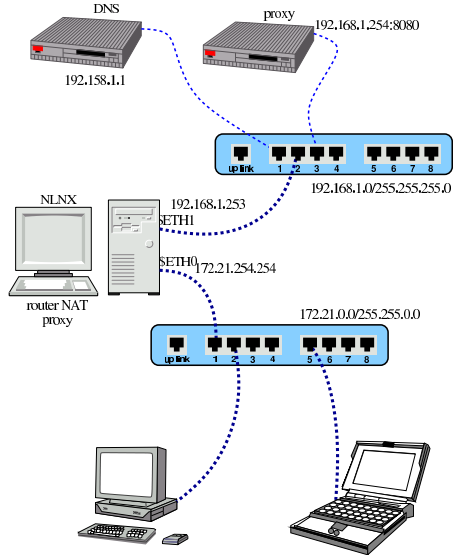 DNS
proxy
192.168.1.254:8080
192.158.1.1
up link 1 2 3 4 5 6 7 8
192.168.1.0/255.255.255.0
NLNX
192.168.1.253
$ETH1
$ETH0
172.21.254.254
router NAT
proxy
172.21.0.0/255.255.0.0
up link 1 2 3 4 5 6 7 8